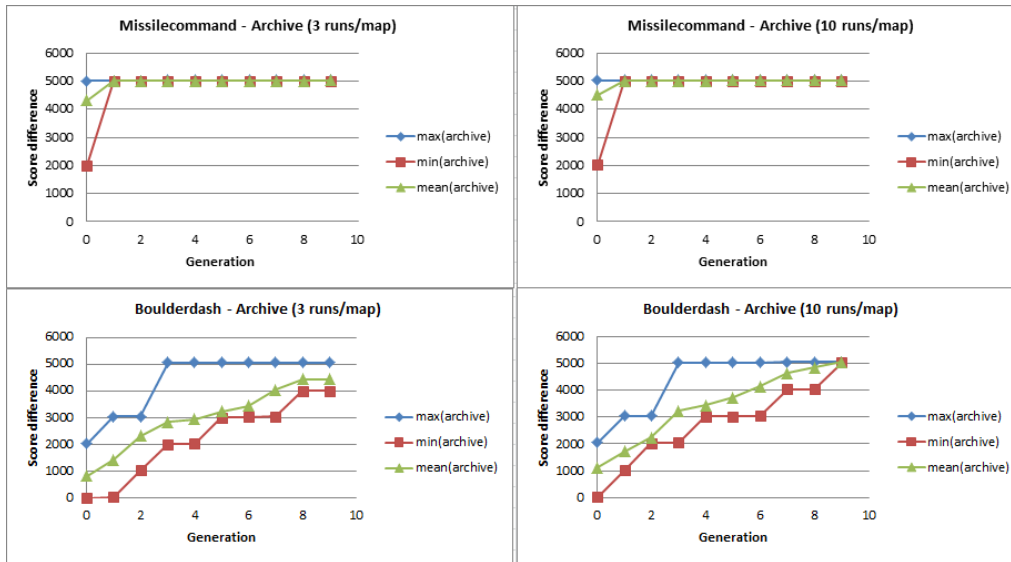 Missilecommand - Archive (3 runs/map)
6000
5000
4000
3000
2000
1000
0
Score difference
0 2 4 6 8 10
Generation
max(archive)
min(archive)
mean(archive)
Missilecommand - Archive (10 runs/map)
6000
5000
4000
3000
2000
1000
0
Score difference
0 2 4 6 8 10
Generation
max(archive)
min(archive)
mean(archive)
Boulderdash - Archive (3 runs/map)
6000
5000
4000
3000
2000
1000
0
Score difference
0 2 4 6 8 10
Generation
max(archive)
min(archive)
mean(archive)
Boulderdash - Archive (10 runs/map)
6000
5000
4000
3000
2000
1000
0
Score difference
0 2 4 6 8 10
Generation
max(archive)
min(archive)
mean(archive)